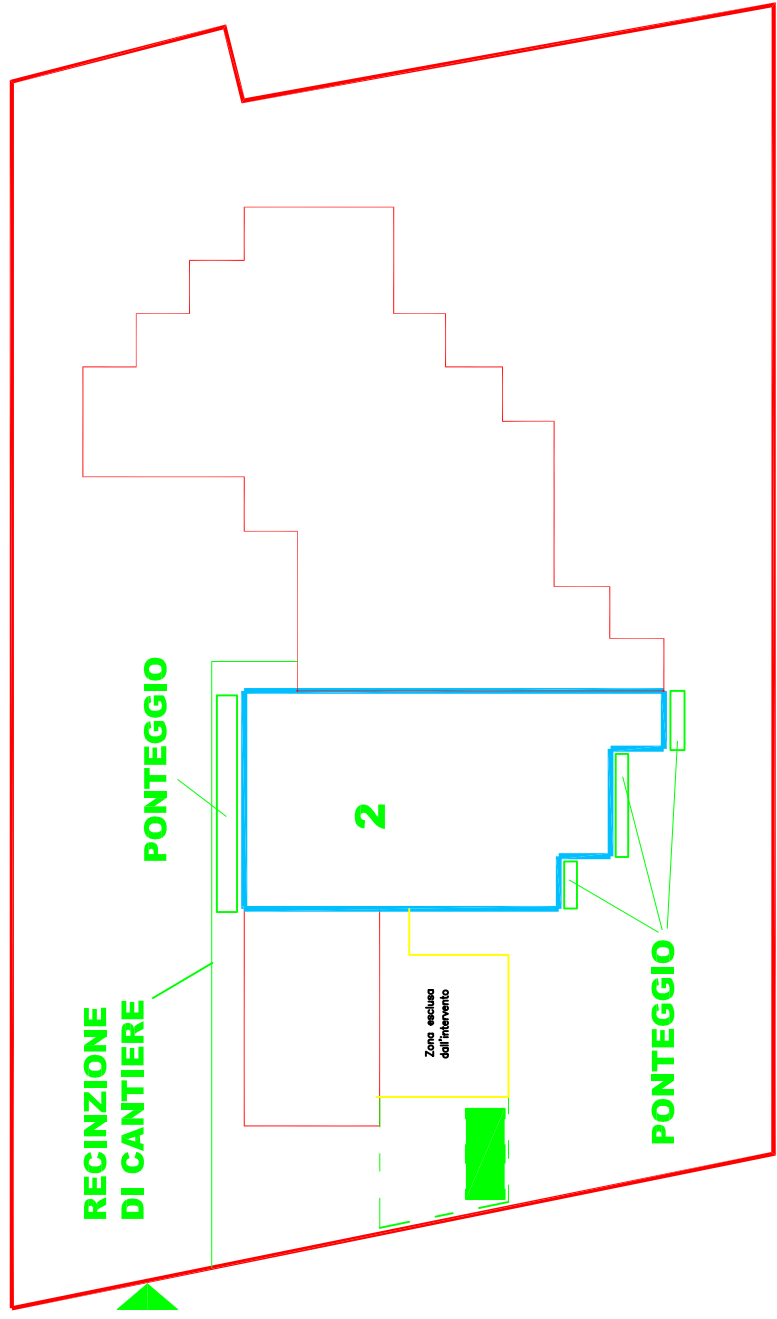 RECINZIONE
DI CANTIERE
PONTEGGIO
2
Zona esclusa
dall'intervento
PONTEGGIO